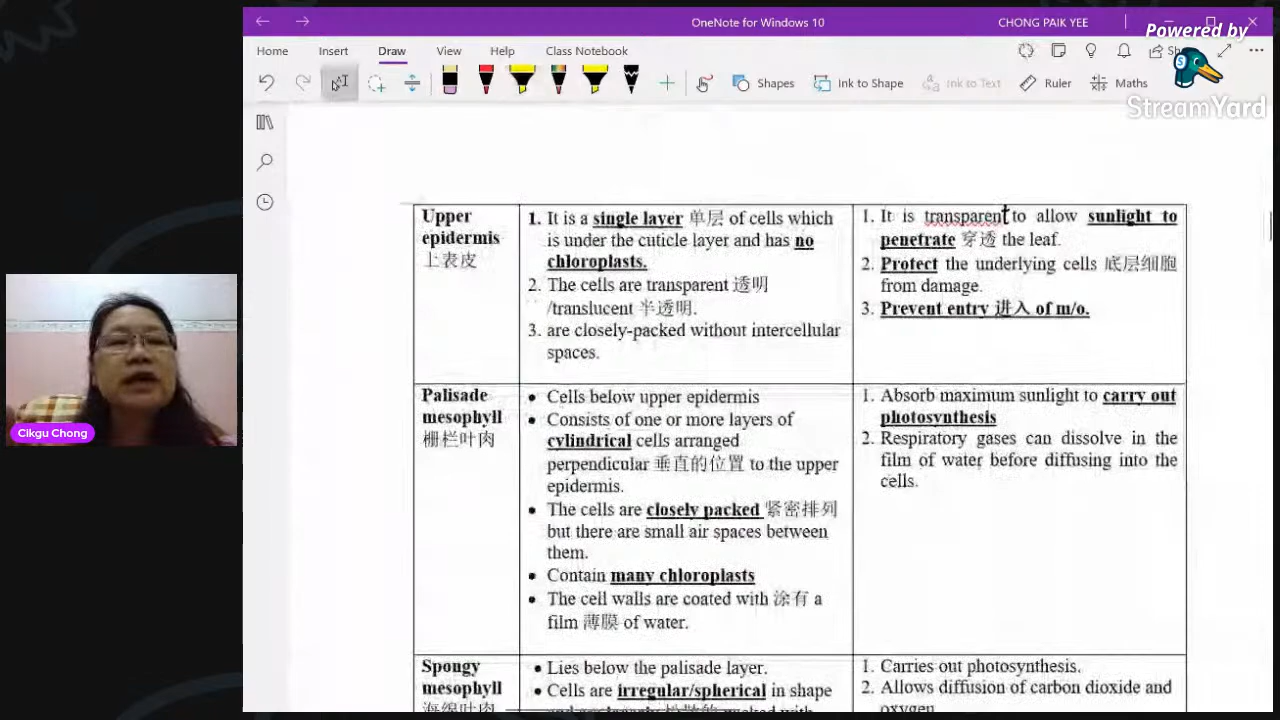 OneNote for Windows 10
CHONG PAIK YEE
Powered by
StreamYard
Home Insert Draw View Help Class Notebook
Shapes Ink to Shape Ink to Text Ruler Maths
Upper
epidermis
上表皮
1. It is a single layer 单层 of cells which
is under the cuticle layer and has no
chloroplasts.
2. The cells are transparent 透明
/translucent 半透明.
3. are closely-packed without intercellular
spaces.
1. It is transparent to allow sunlight to
penetrate 穿透 the leaf.
2. Protect the underlying cells 底层细胞
from damage.
3. Prevent entry 进入 of m/o.
Palisade
mesophyll
栅栏叶肉
• Cells below upper epidermis
• Consists of one or more layers of
cylindrical cells arranged
perpendicular 垂直的位置 to the upper
epidermis.
• The cells are closely packed 紧密排列
but there are small air spaces between
them.
• Contain many chloroplasts
• The cell walls are coated with 涂有 a
film 薄膜 of water.
1. Absorb maximum sunlight to carry out
photosynthesis
2. Respiratory gases can dissolve in the
film of water before diffusing into the
cells.
Spongy
mesophyll
海绵叶肉
• Lies below the palisade layer.
• Cells are irregular/spherical in shape
1. Carries out photosynthesis.
2. Allows diffusion of carbon dioxide and
oxygen
Cikgu Chong